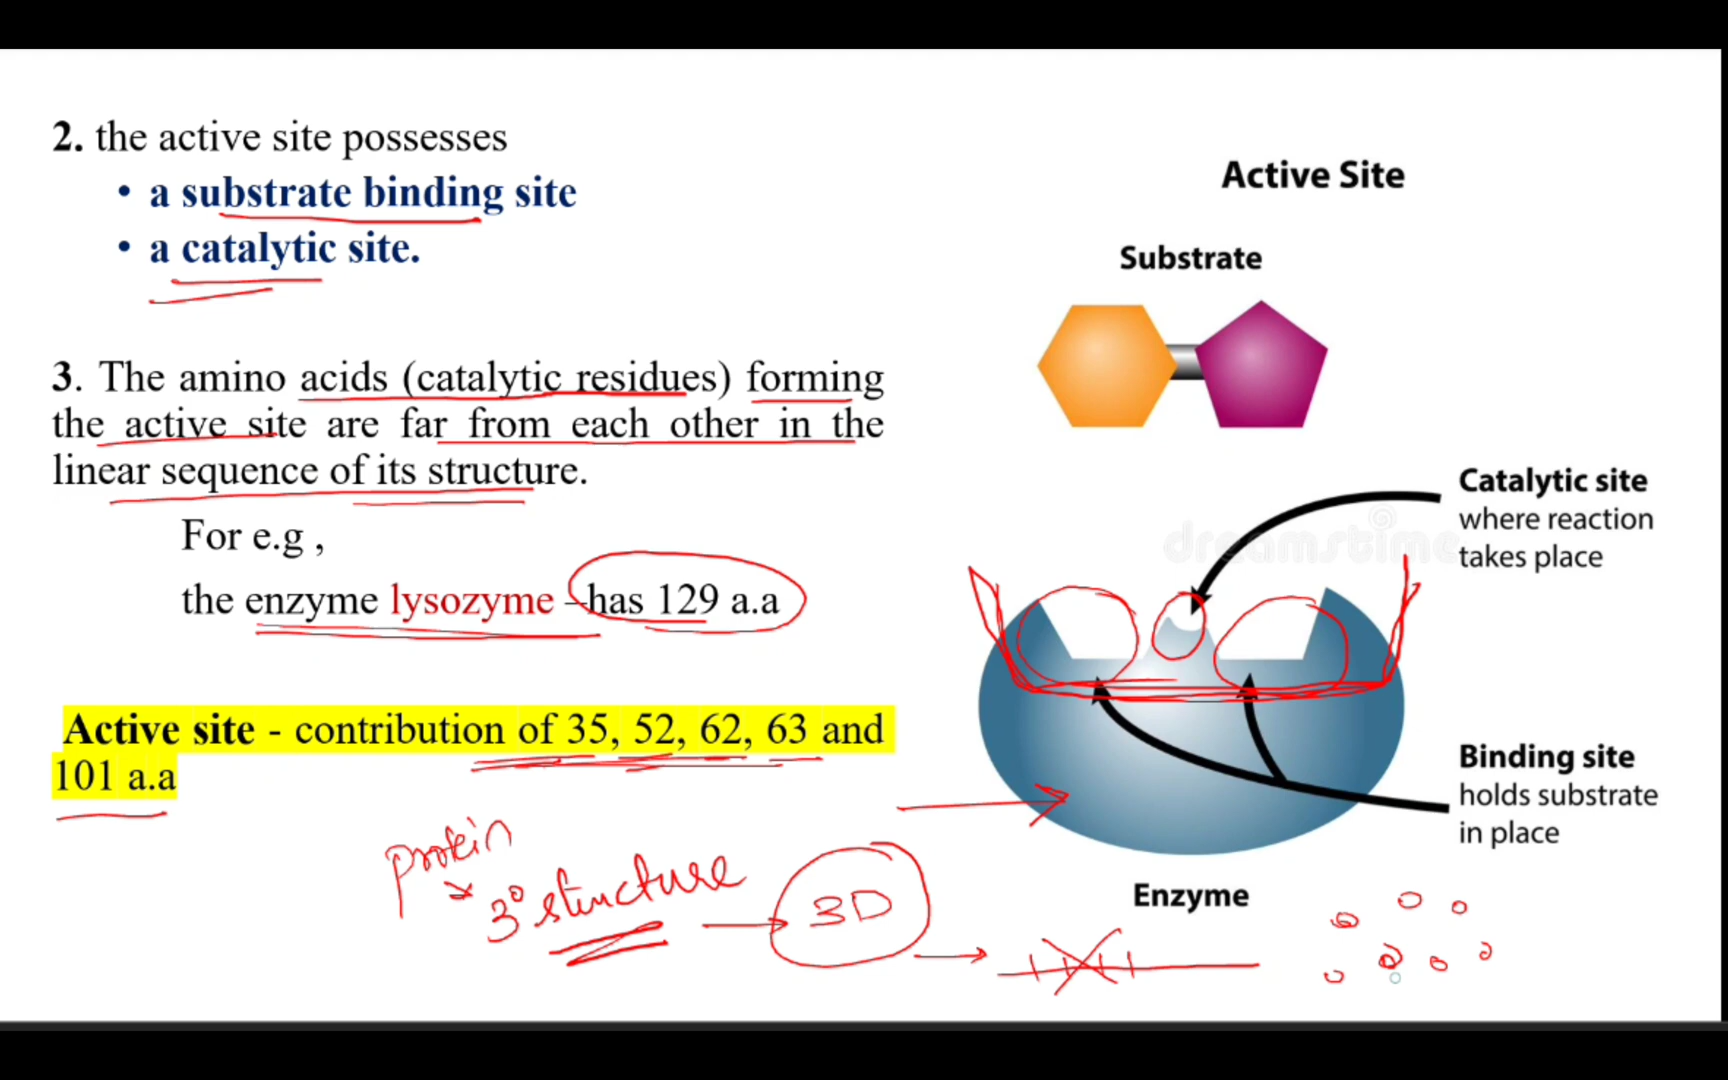 2. the active site possesses
• a substrate binding site
• a catalytic site.
3. The amino acids (catalytic residues) forming
the active site are far from each other in the
linear sequence of its structure.
For e.g ,
the enzyme lysozyme –has 129 a.a
Active site - contribution of 35, 52, 62, 63 and
101 a.a
protein
3° structure
3D
Active Site
Substrate
Catalytic site
where reaction
takes place
dreamstime
Binding site
holds substrate
in place
Enzyme